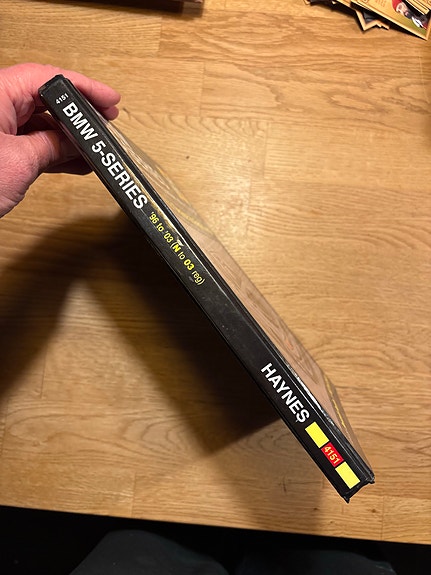 4151 BMW 5-SERIES '96 to '03 (N to 03 reg) HAYNES 4151